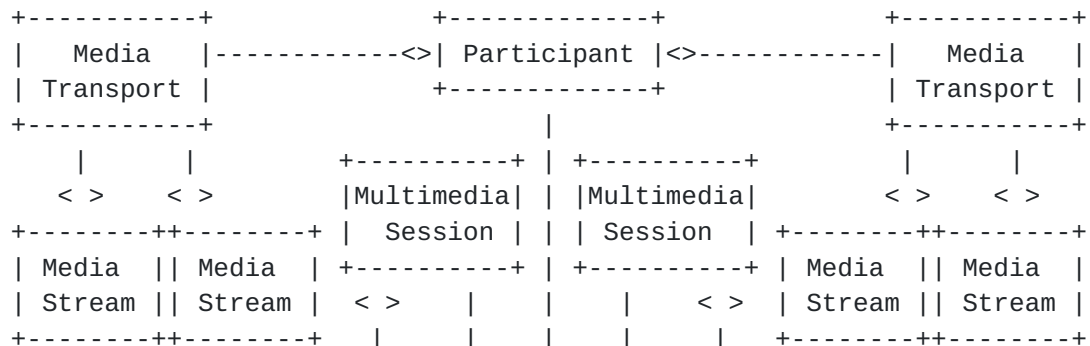 +-----------+                    +-------------+                    +-----------+
|   Media   |------------<>| Participant |<>------------|   Media   |
| Transport |                    +-------------+                    | Transport |
+-----------+                           |                           +-----------+
    |      |         +----------+ | +----------+         |      |
   < >    < >        |Multimedia| | |Multimedia|        < >    < >
+--------++--------+ |  Session | | | Session  | +--------++--------+
| Media  || Media  | +----------+ | +----------+ | Media  || Media  |
| Stream || Stream |  < >    |    |    |    < >  | Stream || Stream |
+--------++--------+   |     |    |    |     |   +--------++--------+